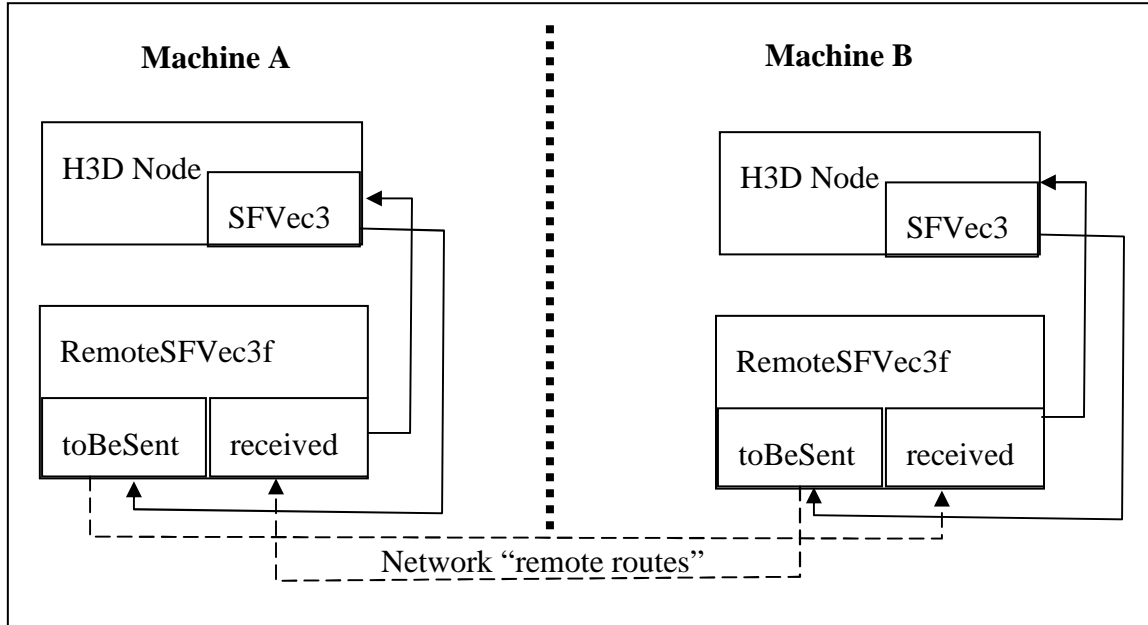 Machine A
Machine B
H3D Node
SFVec3
H3D Node
SFVec3
RemoteSFVec3f
toBeSent
received
RemoteSFVec3f
toBeSent
received
Network “remote routes”